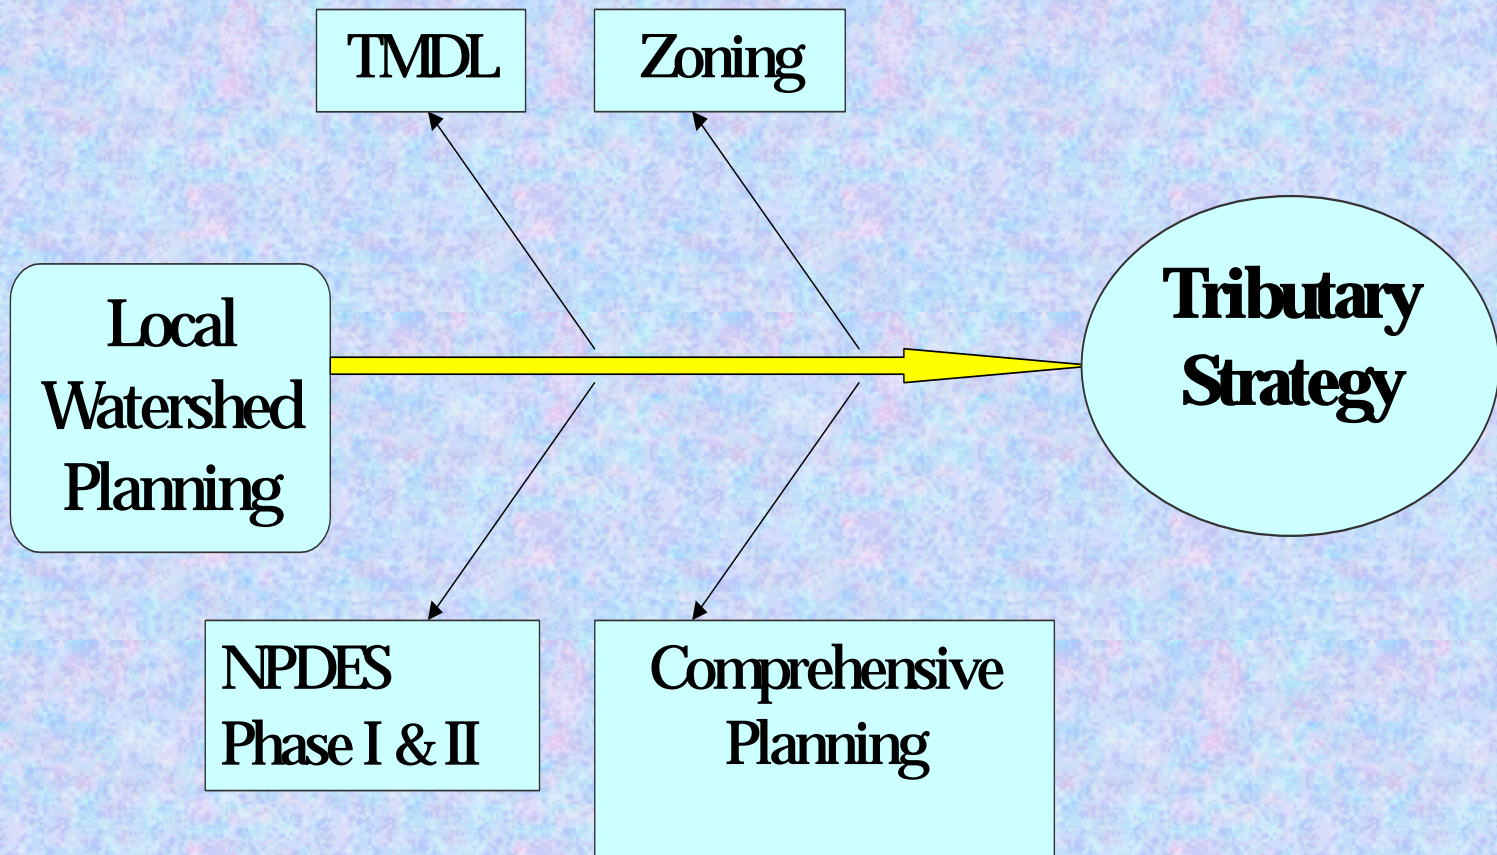 TMDL
Zoning
Local
Watershed
Planning
Tributary
Strategy
NPDES
Phase I & II
Comprehensive
Planning